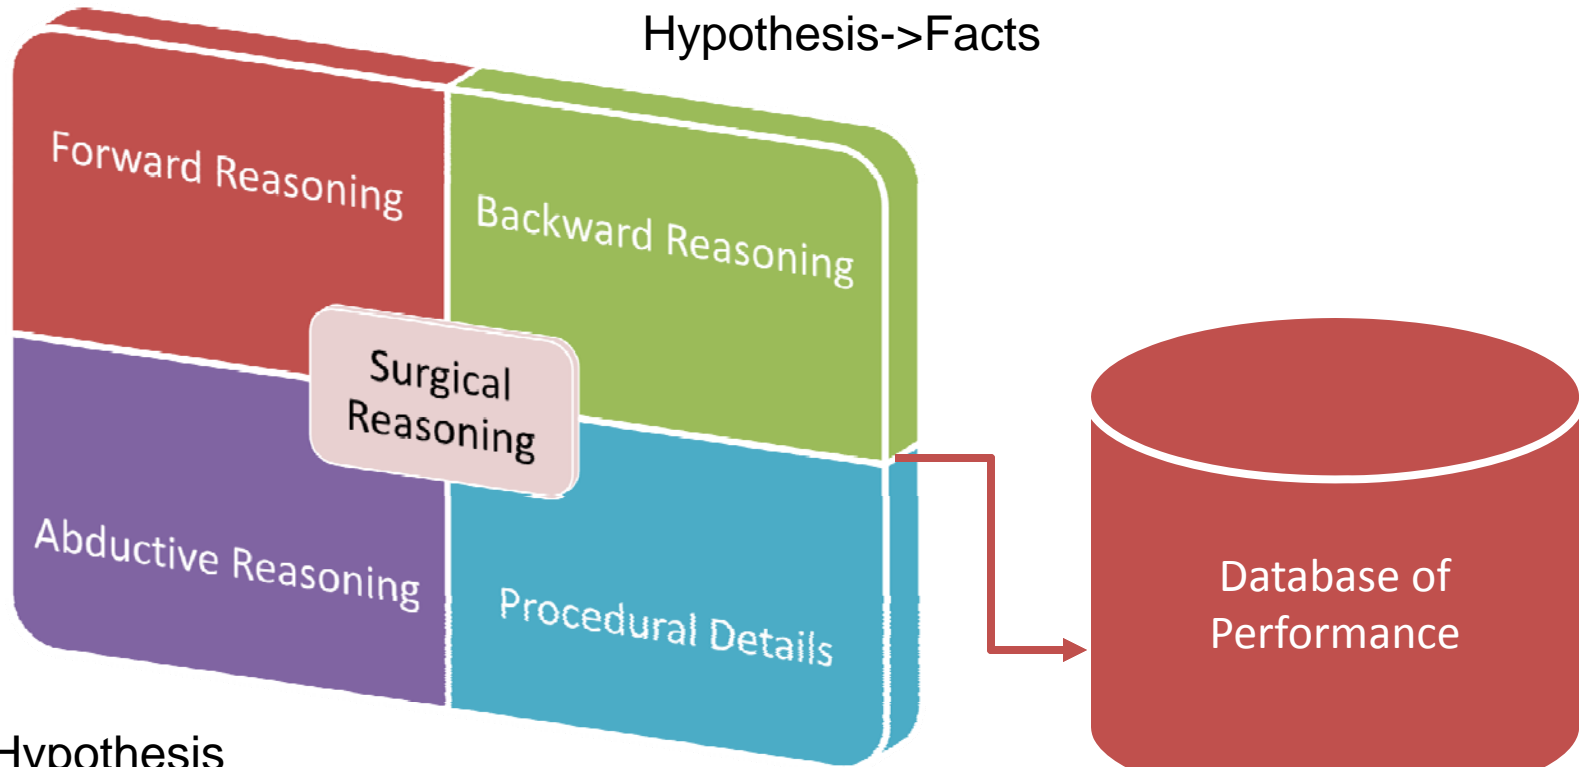 Hypothesis->Facts
Forward Reasoning
Backward Reasoning
Surgical
Reasoning
Abductive Reasoning
Procedural Details
Database of
Performance
Hypothesis